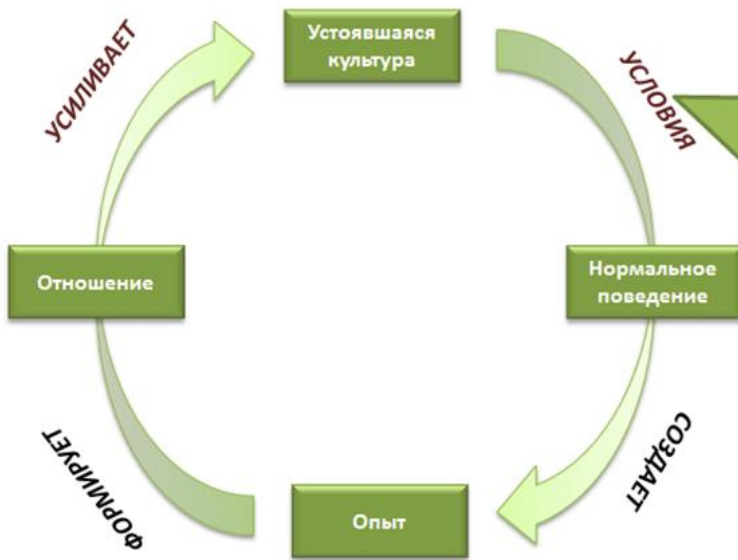 Устоявшаяся
культура
УСИЛИВАЕТ
УСЛОВИЯ
Отношение
Нормальное
поведение
ФОРМИРУЕТ
СОЗДАЕТ
Опыт